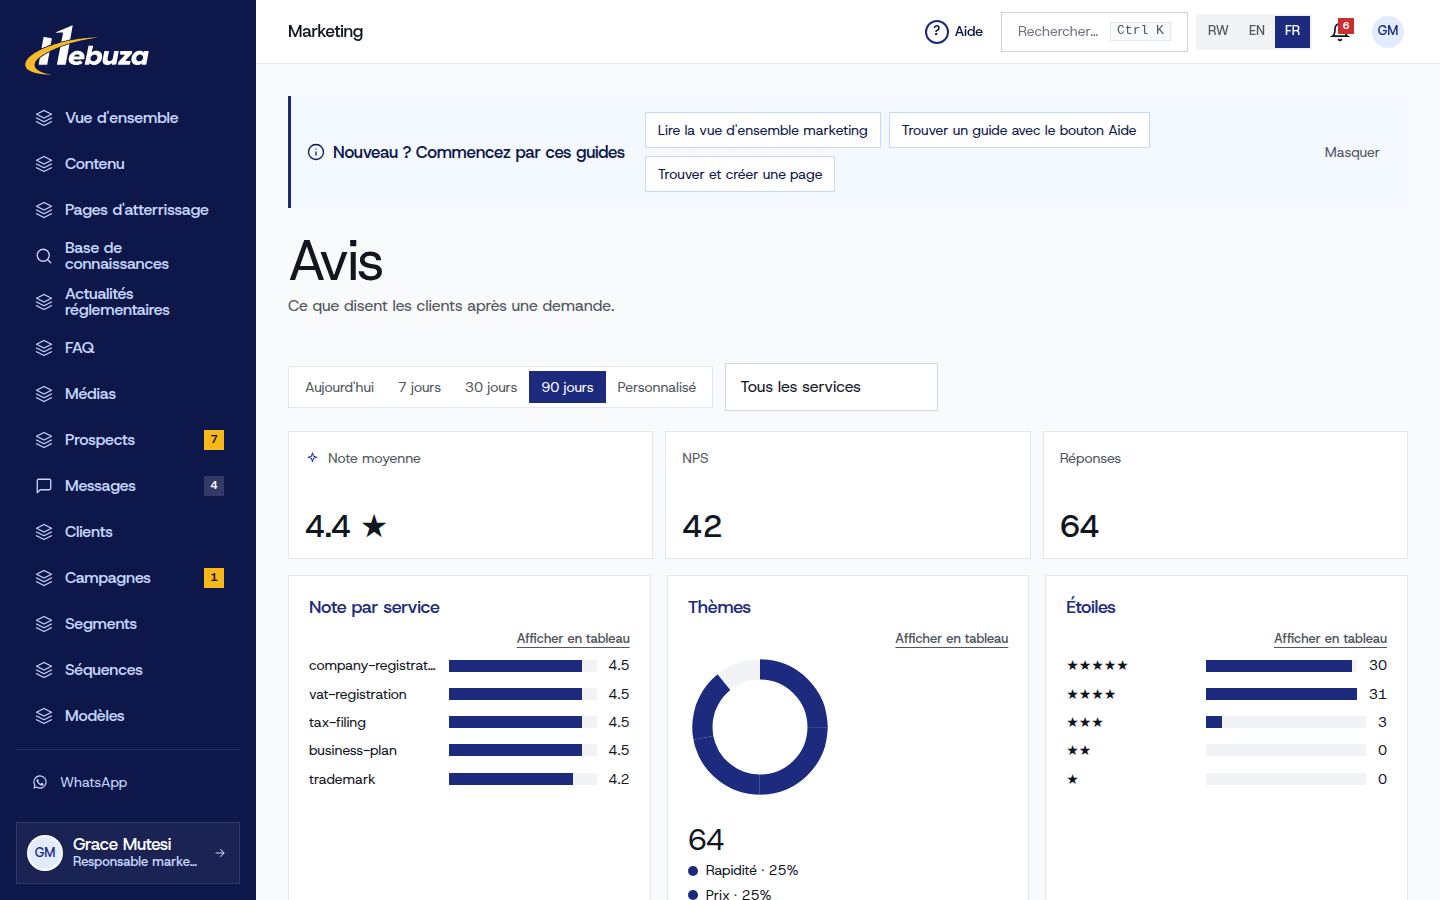 Hebuza
Vue d'ensemble
Contenu
Pages d'atterrissage
Base de
connaissances
Actualités
réglementaires
FAQ
Médias
Prospects 7
Messages 4
Clients
Campagnes 1
Segments
Séquences
Modèles
WhatsApp
GM
Grace Mutesi
Responsable marke...
Marketing
? Aide
Rechercher... Ctrl K
RW EN FR
6
GM
Nouveau ? Commencez par ces guides
Lire la vue d'ensemble marketing
Trouver un guide avec le bouton Aide
Trouver et créer une page
Masquer
Avis
Ce que disent les clients après une demande.
Aujourd'hui 7 jours 30 jours 90 jours Personnalisé
Tous les services
Note moyenne
4.4 ★
NPS
42
Réponses
64
Note par service
Afficher en tableau
company-registrat... 4.5
vat-registration 4.5
tax-filing 4.5
business-plan 4.5
trademark 4.2
Thèmes
Afficher en tableau
64
Rapidité · 25%
Prix · 25%
Étoiles
Afficher en tableau
★★★★★ 30
★★★★ 31
★★★ 3
★★ 0
★ 0